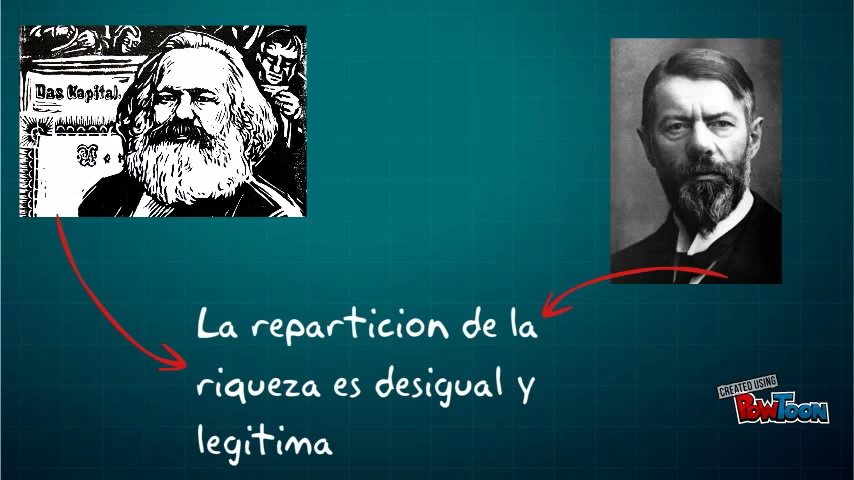 Das Kapital.
La reparticion de la
riqueza es desigual y
legitima
CREATED USING
POWTOON